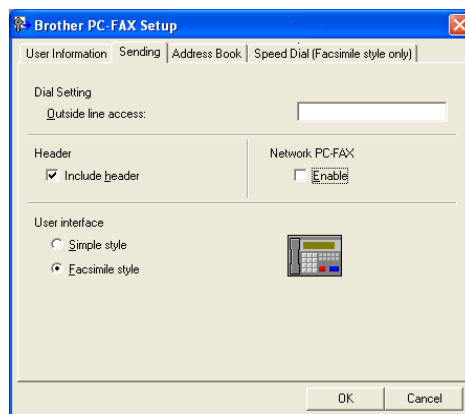 Brother PC-FAX Setup
User Information Sending Address Book Speed Dial (Facsimile style only)
Dial Setting
Outside line access:
Header Network PC-FAX
Include header Enable
User interface
Simple style
Facsimile style
OK Cancel